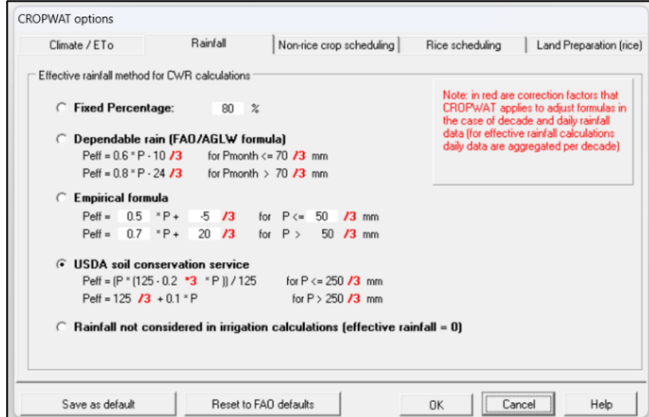 CROPWAT options
Climate / ETo
Rainfall
Non-rice crop scheduling
Rice scheduling
Land Preparation (rice)
Effective rainfall method for CWR calculations
Fixed Percentage: 80 %
Dependable rain (FAO/AGLW formula)
Peff = 0.6 * P - 10 /3 for Pmonth <= 70 /3 mm
Peff = 0.8 * P - 24 /3 for Pmonth > 70 /3 mm
Empirical formula
Peff = 0.5 * P + -5 /3 for P <= 50 /3 mm
Peff = 0.7 * P + 20 /3 for P > 50 /3 mm
USDA soil conservation service
Peff = (P * (125 - 0.2 *3 * P )) / 125 for P <= 250 /3 mm
Peff = 125 /3 + 0.1 * P for P > 250 /3 mm
Rainfall not considered in irrigation calculations (effective rainfall = 0)
Note: in red are correction factors that
CROPWAT applies to adjust formulas in
the case of decade and daily rainfall
data (for effective rainfall calculations
daily data are aggregated per decade)
Save as default
Reset to FAO defaults
OK
Cancel
Help